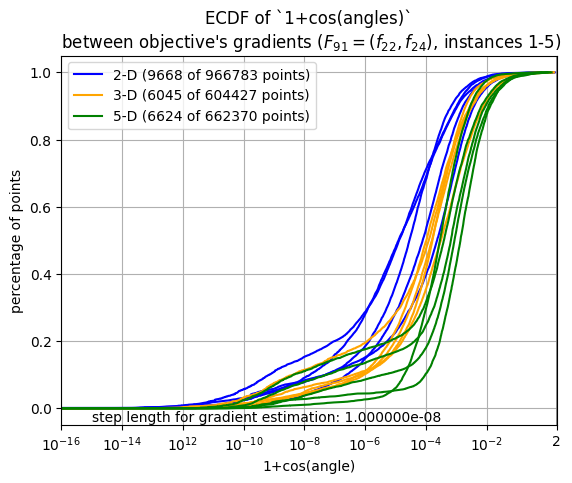 ECDF of `1+cos(angles)`
between objective's gradients (F₉₁ = (f₂₂, f₂₄), instances 1-5)
2-D (9668 of 966783 points)
3-D (6045 of 604427 points)
5-D (6624 of 662370 points)
percentage of points
1.0
0.8
0.6
0.4
0.2
0.0
step length for gradient estimation: 1.000000e-08
10⁻¹⁶ 10⁻¹⁴ 10⁻¹² 10⁻¹⁰ 10⁻⁸ 10⁻⁶ 10⁻⁴ 10⁻² 2
1+cos(angle)